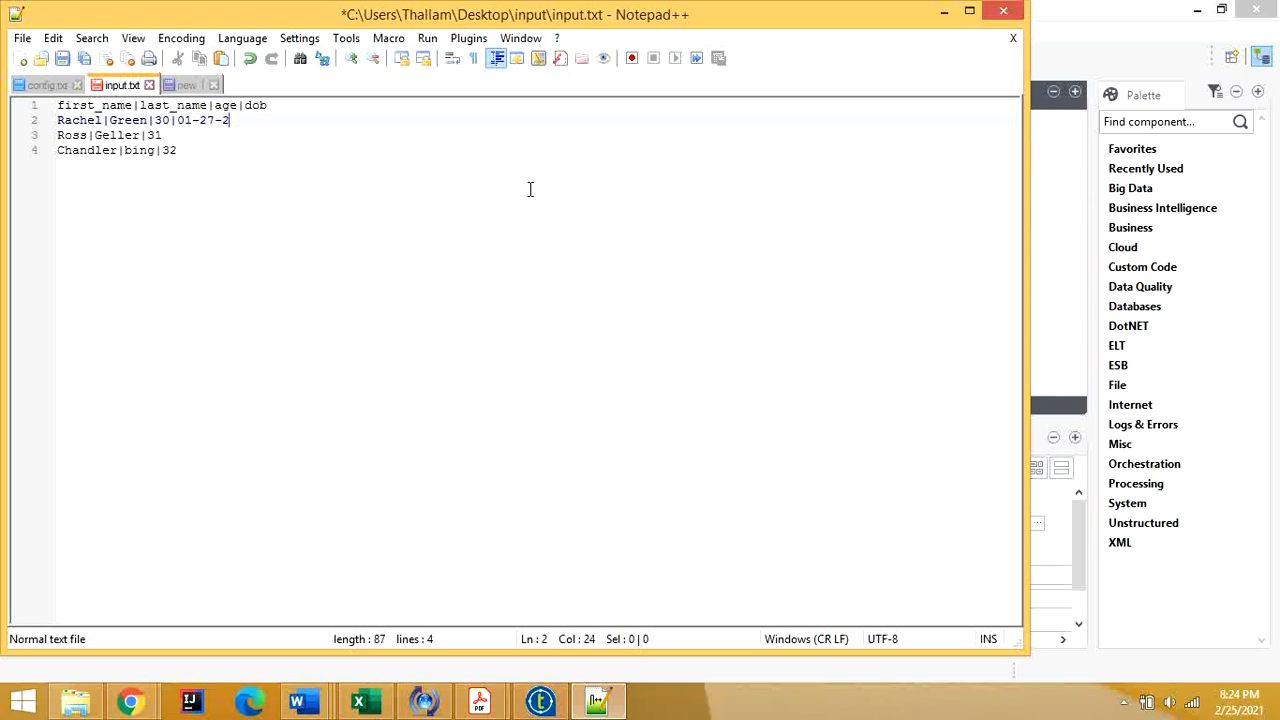 *C:\Users\Thallam\Desktop\input\input.txt - Notepad++
File Edit Search View Encoding Language Settings Tools Macro Run Plugins Window ? X
config.txt input.txt new
1 first_name|last_name|age|dob
2 Rachel|Green|30|01-27-2
3 Ross|Geller|31
4 Chandler|bing|32
Normal text file length : 87 lines : 4 Ln : 2 Col : 24 Sel : 0 | 0 Windows (CR LF) UTF-8 INS
Palette
Find component...
Favorites
Recently Used
Big Data
Business Intelligence
Business
Cloud
Custom Code
Data Quality
Databases
DotNET
ELT
ESB
File
Internet
Logs & Errors
Misc
Orchestration
Processing
System
Unstructured
XML
8:24 PM
2/25/2021